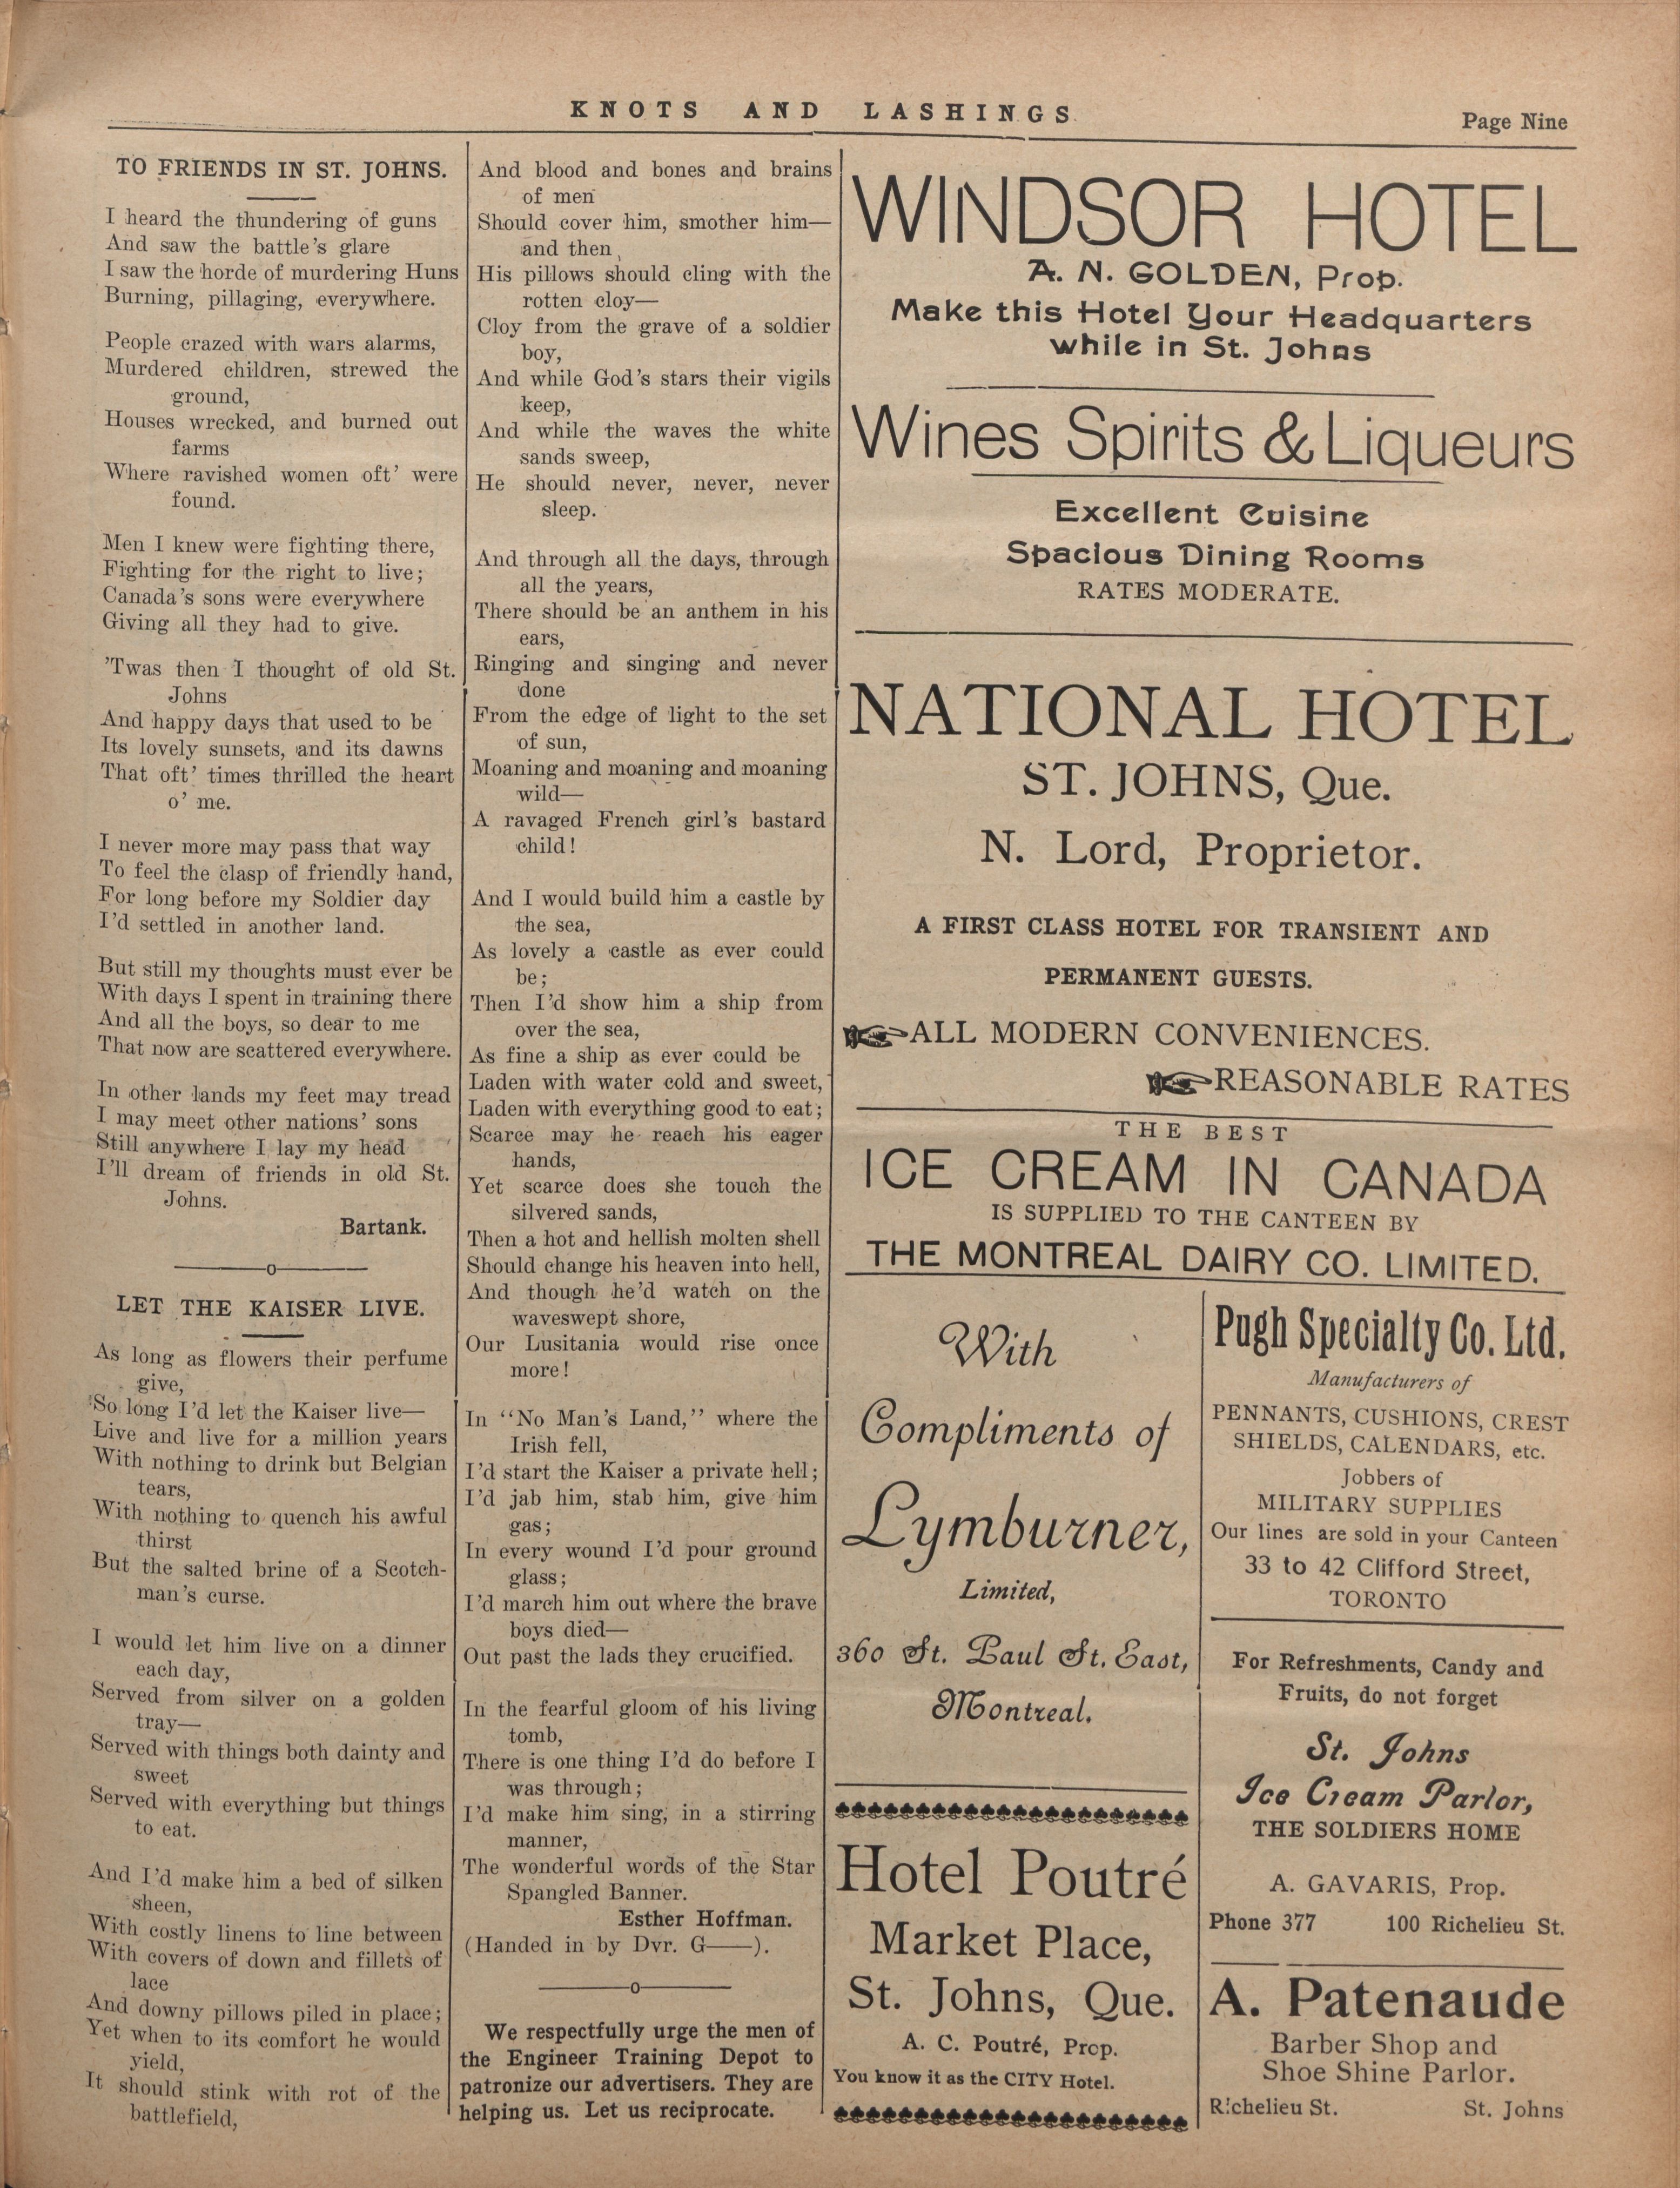 KNOTS AND LASHINGS
Page Nine
TO FRIENDS IN ST. JOHNS.
I heard the thundering of guns
And saw the battle's glare
I saw the horde of murdering Huns
Burning, pillaging, everywhere.
People crazed with wars alarms,
Murdered children, strewed the
ground,
Houses wrecked, and burned out
farms
Where ravished women oft' were
found.
Men I knew were fighting there,
Fighting for the right to live;
Canada's sons were everywhere
Giving all they had to give.
'Twas then I thought of old St.
Johns
And happy days that used to be
Its lovely sunsets, and its dawns
That oft' times thrilled the heart
o' me.
I never more may pass that way
To feel the clasp of friendly hand,
For long before my Soldier day
I'd settled in another land.
But still my thoughts must ever be
With days I spent in training there
And all the boys, so dear to me
That now are scattered everywhere.
In other lands my feet may tread
I may meet other nations' sons
Still anywhere I lay my head
I'll dream of friends in old St.
Johns.
Bartank.
LET THE KAISER LIVE.
As long as flowers their perfume
give,
So long I'd let the Kaiser live—
Live and live for a million years
With nothing to drink but Belgian
tears,
With nothing to quench his awful
thirst
But the salted brine of a Scotch-
man's curse.
I would let him live on a dinner
each day,
Served from silver on a golden
tray—
Served with things both dainty and
sweet
Served with everything but things
to eat.
And I'd make him a bed of silken
sheen,
With costly linens to line between
With covers of down and fillets of
lace
And downy pillows piled in place;
Yet when to its comfort he would
yield,
It should stink with rot of the
battlefield,
And blood and bones and brains
of men
Should cover him, smother him—
and then,
His pillows should cling with the
rotten cloy—
Cloy from the grave of a soldier
boy,
And while God's stars their vigils
keep,
And while the waves the white
sands sweep,
He should never, never, never
sleep.
And through all the days, through
all the years,
There should be an anthem in his
ears,
Ringing and singing and never
done
From the edge of light to the set
of sun,
Moaning and moaning and moaning
wild—
A ravaged French girl's bastard
child!
And I would build him a castle by
the sea,
As lovely a castle as ever could
be;
Then I'd show him a ship from
over the sea,
As fine a ship as ever could be
Laden with water cold and sweet,
Laden with everything good to eat;
Scarce may he reach his eager
hands,
Yet scarce does she touch the
silvered sands,
Then a hot and hellish molten shell
Should change his heaven into hell,
And though he'd watch on the
waveswept shore,
Our Lusitania would rise once
more!
In "No Man's Land," where the
Irish fell,
I'd start the Kaiser a private hell;
I'd jab him, stab him, give him
gas;
In every wound I'd pour ground
glass;
I'd march him out where the brave
boys died—
Out past the lads they crucified.
In the fearful gloom of his living
tomb,
There is one thing I'd do before I
was through;
I'd make him sing, in a stirring
manner,
The wonderful words of the Star
Spangled Banner.
Esther Hoffman.
(Handed in by Dvr. G——).
We respectfully urge the men of
the Engineer Training Depot to
patronize our advertisers. They are
helping us. Let us reciprocate.
WINDSOR HOTEL
A. N. GOLDEN, Prop.
Make this Hotel Your Headquarters
while in St. Johns
Wines Spirits & Liqueurs
Excellent Cuisine
Spacious Dining Rooms
RATES MODERATE.
NATIONAL HOTEL
ST. JOHNS, Que.
N. Lord, Proprietor.
A FIRST CLASS HOTEL FOR TRANSIENT AND
PERMANENT GUESTS.
ALL MODERN CONVENIENCES.
REASONABLE RATES
THE BEST
ICE CREAM IN CANADA
IS SUPPLIED TO THE CANTEEN BY
THE MONTREAL DAIRY CO. LIMITED.
With
Compliments of
Lymburner,
Limited,
360 St. Paul St. East,
Montreal.
Hotel Poutré
Market Place,
St. Johns, Que.
A. C. Poutré, Prop.
You know it as the CITY Hotel.
Pugh Specialty Co. Ltd.
Manufacturers of
PENNANTS, CUSHIONS, CREST
SHIELDS, CALENDARS, etc.
Jobbers of
MILITARY SUPPLIES
Our lines are sold in your Canteen
33 to 42 Clifford Street,
TORONTO
For Refreshments, Candy and
Fruits, do not forget
St. Johns
Ice Cream Parlor,
THE SOLDIERS HOME
A. GAVARIS, Prop.
Phone 377 100 Richelieu St.
A. Patenaude
Barber Shop and
Shoe Shine Parlor.
Richelieu St. St. Johns